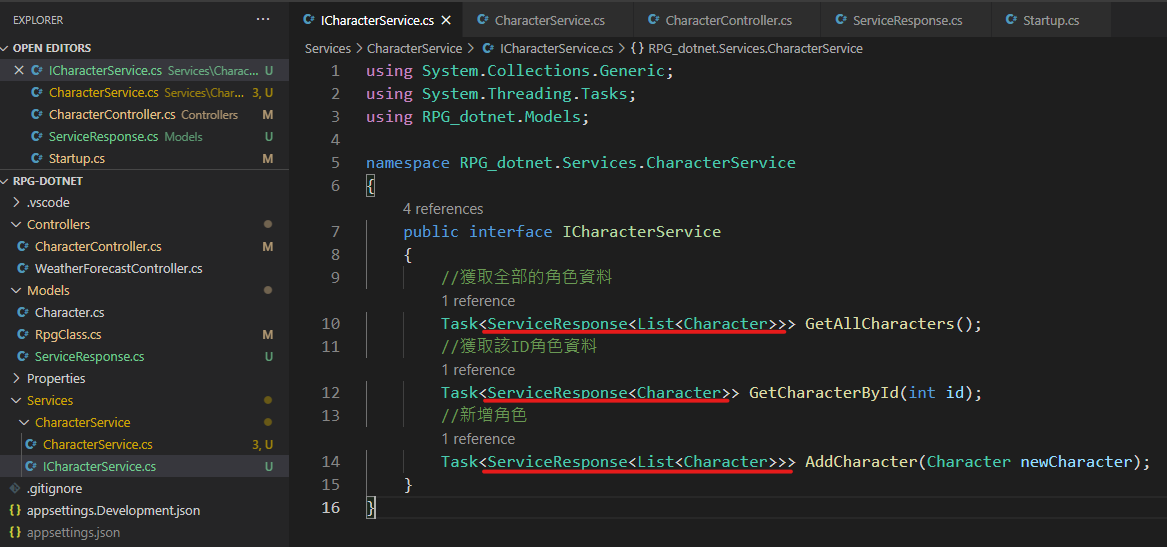 EXPLORER
···
OPEN EDITORS
ICharacterService.cs Services\Charac... U
CharacterService.cs Services\Char... 3, U
CharacterController.cs Controllers M
ServiceResponse.cs Models U
Startup.cs M
RPG-DOTNET
.vscode
Controllers
CharacterController.cs M
WeatherForecastController.cs
Models
Character.cs
RpgClass.cs M
ServiceResponse.cs U
Properties
Services
CharacterService
CharacterService.cs 3, U
ICharacterService.cs U
.gitignore
appsettings.Development.json
appsettings.json
ICharacterService.cs CharacterService.cs CharacterController.cs ServiceResponse.cs Startup.cs
Services > CharacterService > ICharacterService.cs > {} RPG_dotnet.Services.CharacterService
1 using System.Collections.Generic;
2 using System.Threading.Tasks;
3 using RPG_dotnet.Models;
4
5 namespace RPG_dotnet.Services.CharacterService
6 {
4 references
7 public interface ICharacterService
8 {
9 //獲取全部的角色資料
1 reference
10 Task<ServiceResponse<List<Character>>> GetAllCharacters();
11 //獲取該ID角色資料
1 reference
12 Task<ServiceResponse<Character>> GetCharacterById(int id);
13 //新增角色
1 reference
14 Task<ServiceResponse<List<Character>>> AddCharacter(Character newCharacter);
15 }
16 }